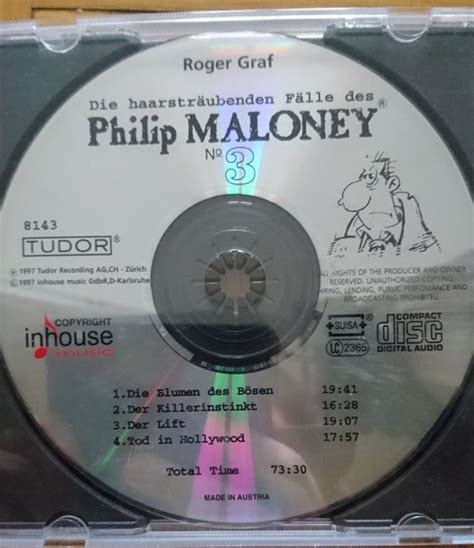 Roger Graf
Die haarsträubenden Fälle des
Philip MALONEY®
No 3
8143
TUDOR®
℗ 1997 Tudor Recording AG,CH - Zürich
© 1997 inhouse music GdbR,D-Karlsruhe
ALL RIGHTS OF THE PRODUCER AND OWNER
RESERVED. UNAUTHORIZED COPYING,
HIRING, LENDING, PUBLIC PERFORMANCE AND
BROADCASTING PROHIBITED.
COPYRIGHT
inhouse
music
SUISA
LC 2365
COMPACT
disc
DIGITAL AUDIO
1.Die Blumen des Bösen 19:41
2.Der Killerinstinkt 16:28
3.Der Lift 19:07
4.Tod in Hollywood 17:57
Total Time 73:30
MADE IN AUSTRIA